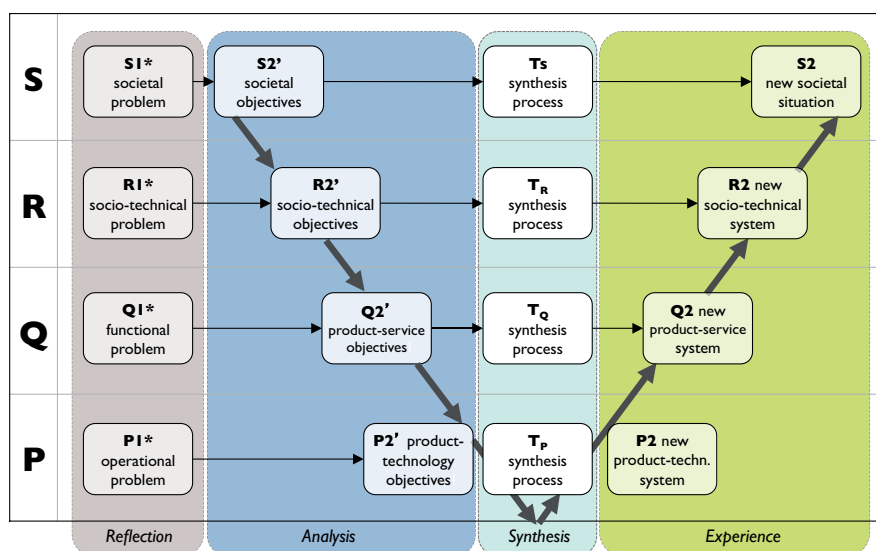 S
S1*
societal
problem
S2’
societal
objectives
Ts
synthesis
process
S2
new societal
situation
R
R1*
socio-technical
problem
R2’
socio-technical
objectives
TR
synthesis
process
R2 new
socio-technical
system
Q
Q1*
functional
problem
Q2’
product-service
objectives
TQ
synthesis
process
Q2 new
product-service
system
P
P1*
operational
problem
P2’ product-
technology
objectives
TP
synthesis
process
P2 new
product-techn.
system
Reflection
Analysis
Synthesis
Experience